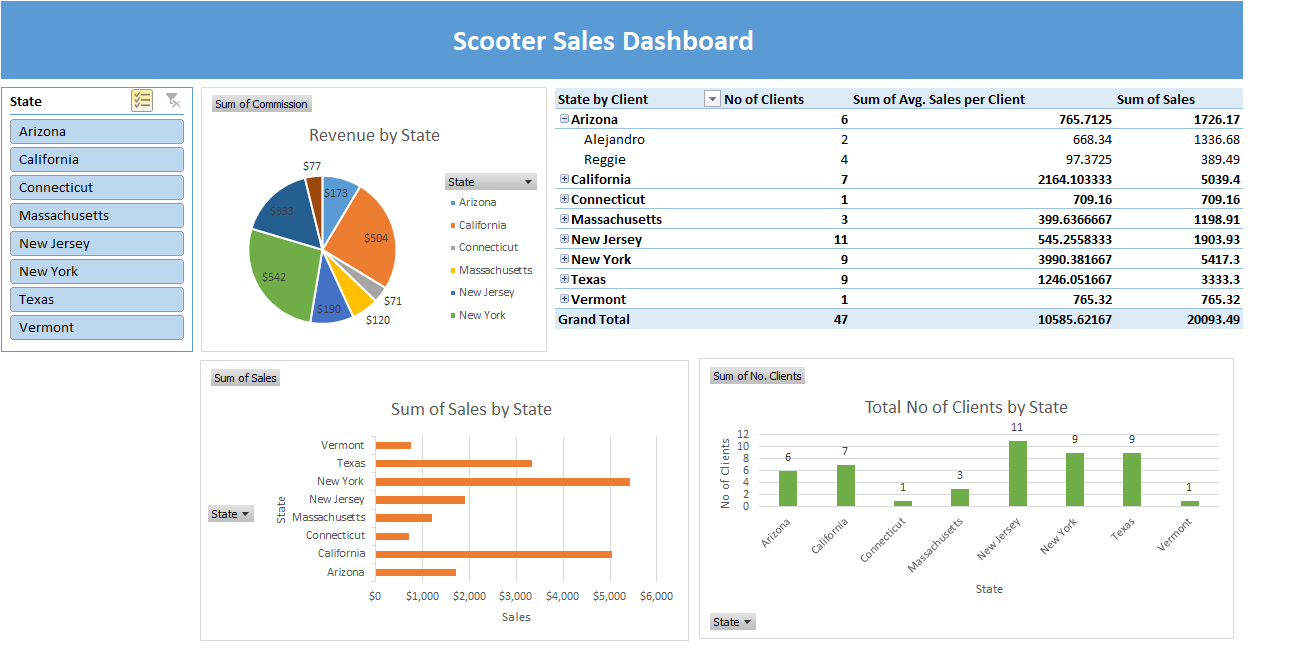 Scooter Sales Dashboard
State
Arizona
California
Connecticut
Massachusetts
New Jersey
New York
Texas
Vermont
Sum of Commission
Revenue by State
$77
$173
$333
$504
$542
$71
$190
$120
State
Arizona
California
Connecticut
Massachusetts
New Jersey
New York
State by Client No of Clients Sum of Avg. Sales per Client Sum of Sales
Arizona 6 765.7125 1726.17
Alejandro 2 668.34 1336.68
Reggie 4 97.3725 389.49
California 7 2164.103333 5039.4
Connecticut 1 709.16 709.16
Massachusetts 3 399.6366667 1198.91
New Jersey 11 545.2558333 1903.93
New York 9 3990.381667 5417.3
Texas 9 1246.051667 3333.3
Vermont 1 765.32 765.32
Grand Total 47 10585.62167 20093.49
Sum of Sales
Sum of Sales by State
State
State
Vermont
Texas
New York
New Jersey
Massachusetts
Connecticut
California
Arizona
$0 $1,000 $2,000 $3,000 $4,000 $5,000 $6,000
Sales
Sum of No. Clients
Total No of Clients by State
No of Clients
12
10
8
6
4
2
0
6 7 1 3 11 9 9 1
Arizona California Connecticut Massachusetts New Jersey New York Texas Vermont
State
State